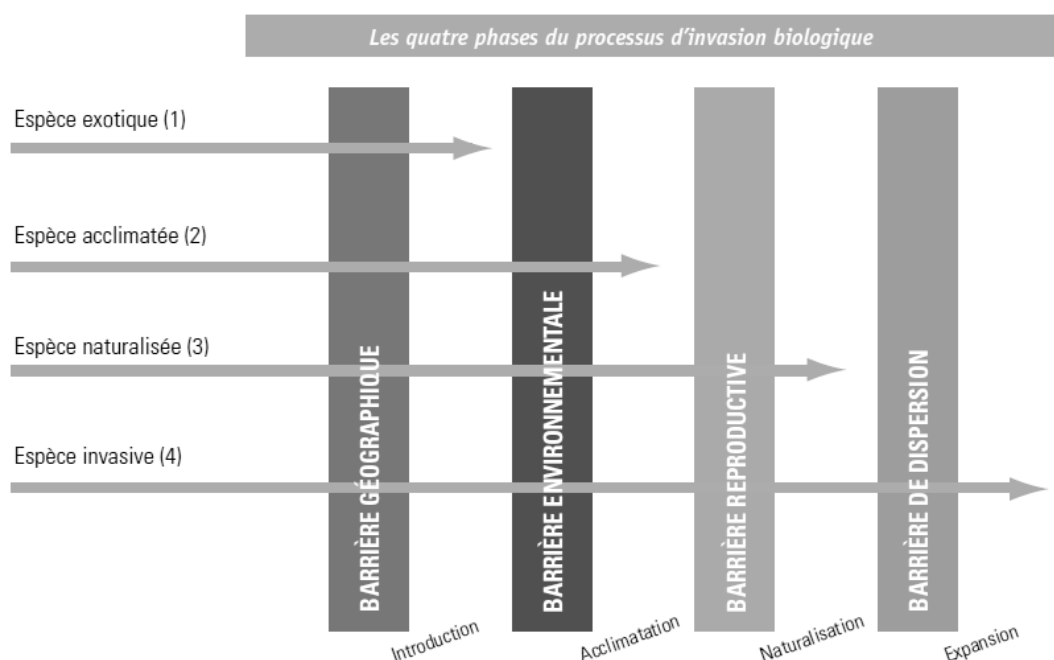 Les quatre phases du processus d'invasion biologique
Espèce exotique (1)
Espèce acclimatée (2)
Espèce naturalisée (3)
Espèce invasive (4)
BARRIÈRE GÉOGRAPHIQUE
BARRIÈRE ENVIRONNEMENTALE
BARRIÈRE REPRODUCTIVE
BARRIÈRE DE DISPERSION
Introduction
Acclimatation
Naturalisation
Expansion